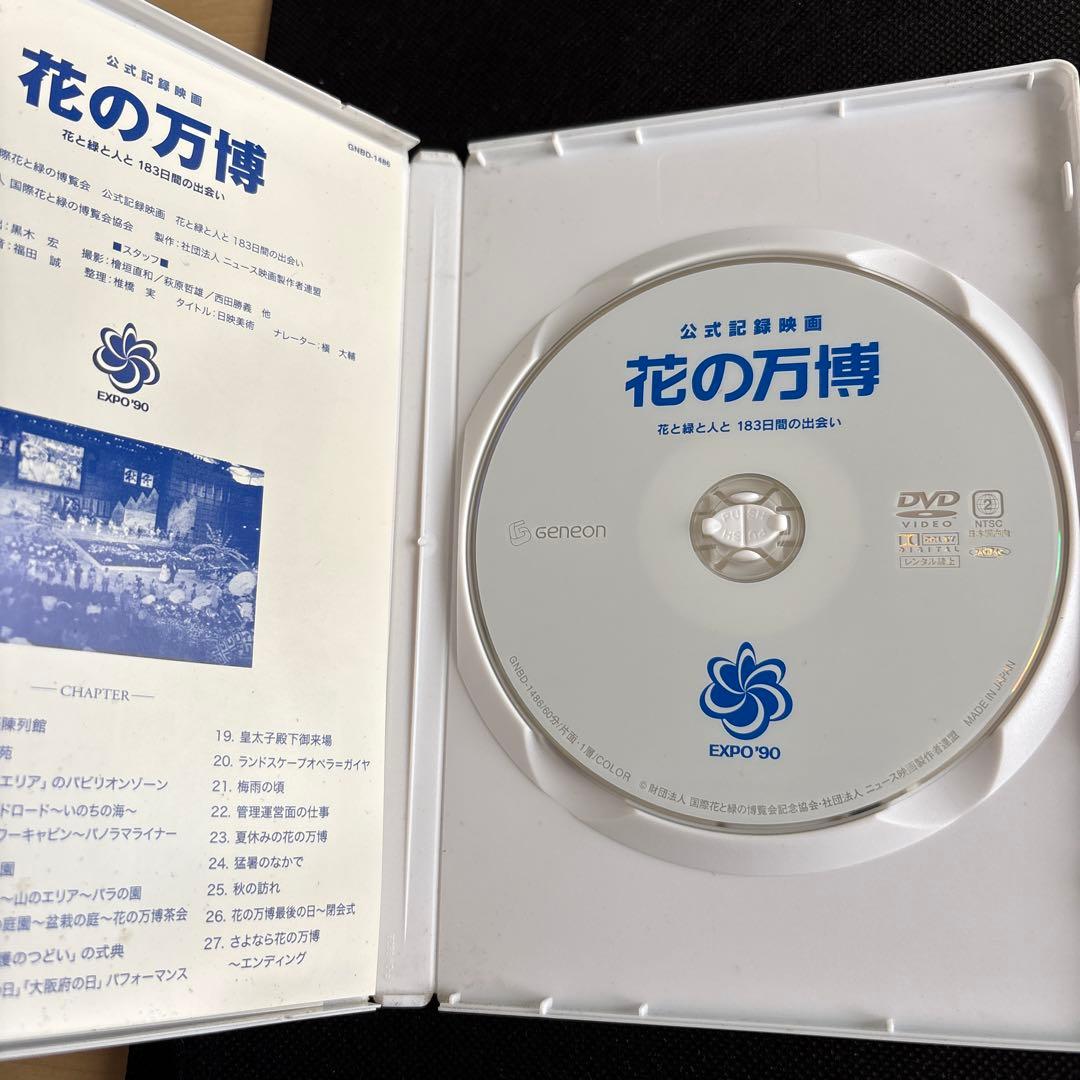 公式記録映画
花の万博
花と緑と人と 183日間の出会い
GNBD-1486
際花と緑の博覧会 公式記録映画 花と緑と人と 183日間の出会い
人 国際花と緑の博覧会協会 製作：社団法人 ニュース映画製作者連盟
■スタッフ■
出：黒木 宏 撮影：檜垣直和／萩原哲雄／西田勝義 他
音：福田 誠 整理：椎橋 実 タイトル：日映美術 ナレーター：槇 大輔
EXPO'90
CHAPTER
陳列館
苑
エリア」のパビリオンゾーン
ドロード～いのちの海～
ワーキャビン～パノラマライナー
園
～山のエリア～バラの園
庭園～盆栽の庭～花の万博茶会
護のつどい」の式典
日」「大阪府の日」パフォーマンス
19. 皇太子殿下御来場
20. ランドスケープオペラーガイヤ
21. 梅雨の頃
22. 管理運営面の仕事
23. 夏休みの花の万博
24. 猛暑のなかで
25. 秋の訪れ
26. 花の万博最後の日～閉会式
27. さよなら花の万博
～エンディング
公式記録映画
花の万博
花と緑と人と 183日間の出会い
Geneon
PUSH
PUSH
DVD
VIDEO
2
NTSC
日本国内向
DOLBY
DIGITAL
レンタル禁止
JASRAC
EXPO'90
GNBD-1486/60分/片面・1層/COLOR
© 財団法人 国際花と緑の博覧会記念協会・社団法人 ニュース映画製作者連盟
MADE IN JAPAN